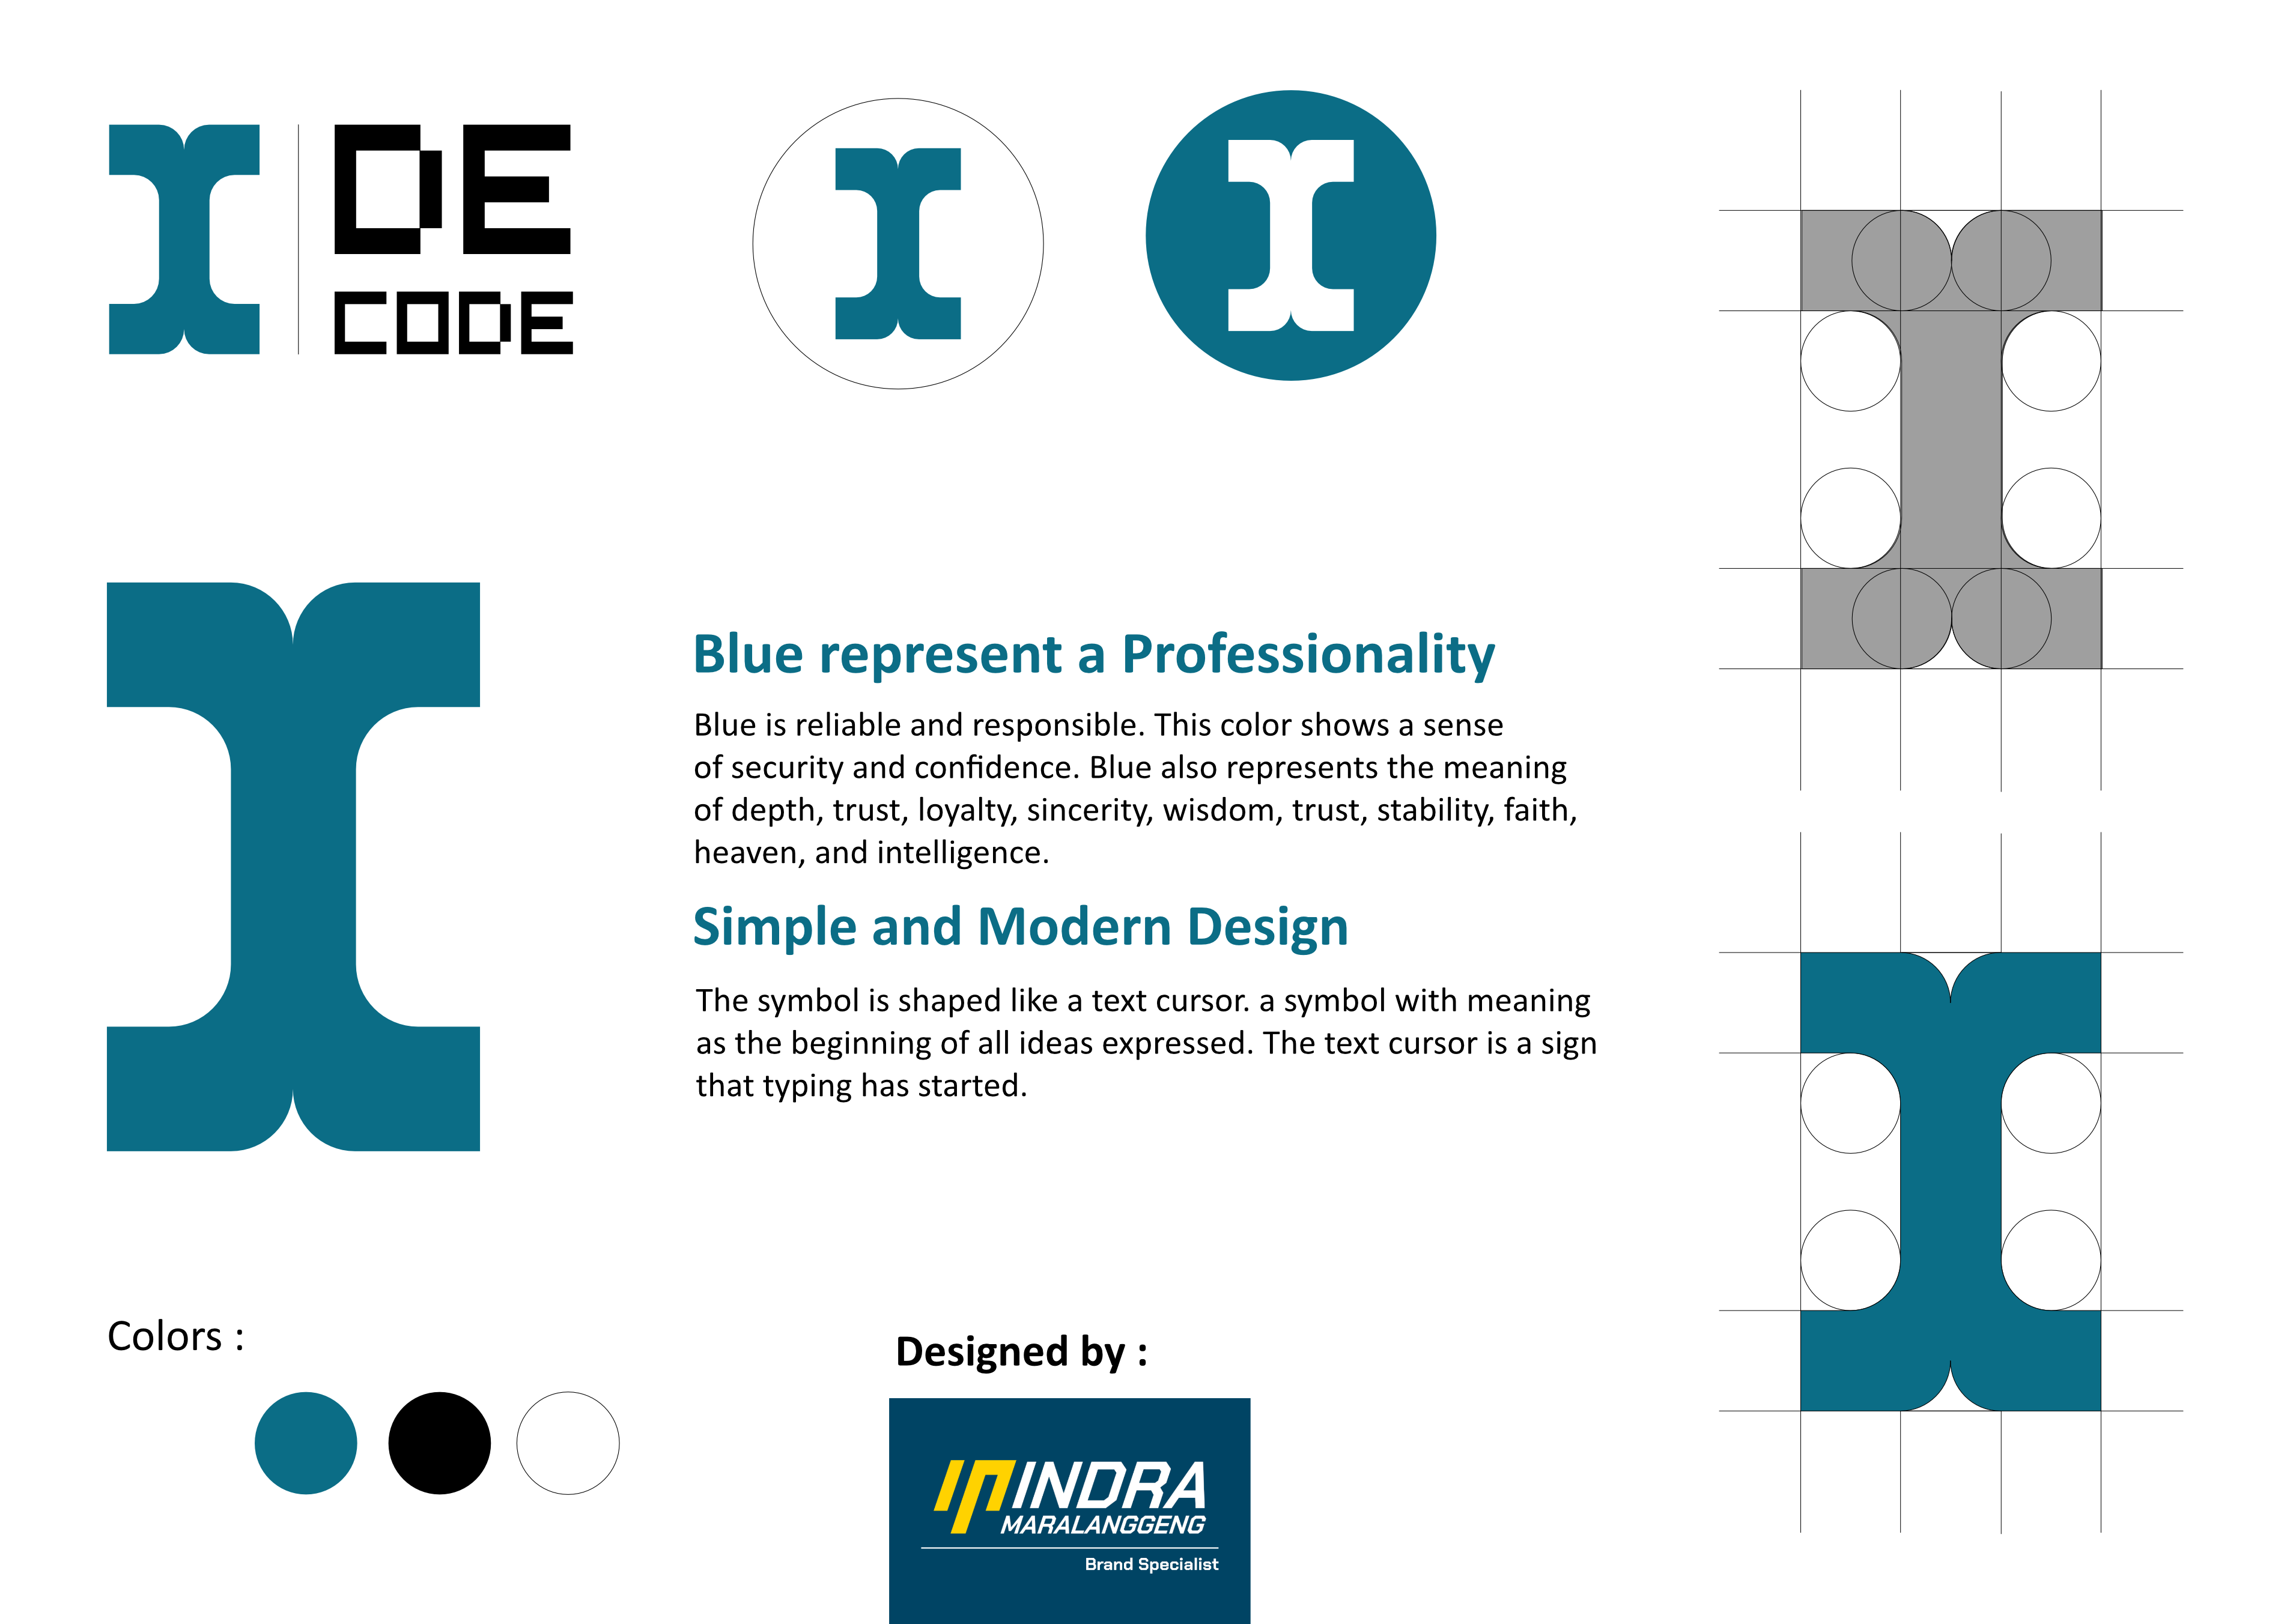 DE
CODE
Blue represent a Professionality
Blue is reliable and responsible. This color shows a sense
of security and confidence. Blue also represents the meaning
of depth, trust, loyalty, sincerity, wisdom, trust, stability, faith,
heaven, and intelligence.
Simple and Modern Design
The symbol is shaped like a text cursor. a symbol with meaning
as the beginning of all ideas expressed. The text cursor is a sign
that typing has started.
Colors :
Designed by :
INDRA
MARALANGGENG
Brand Specialist